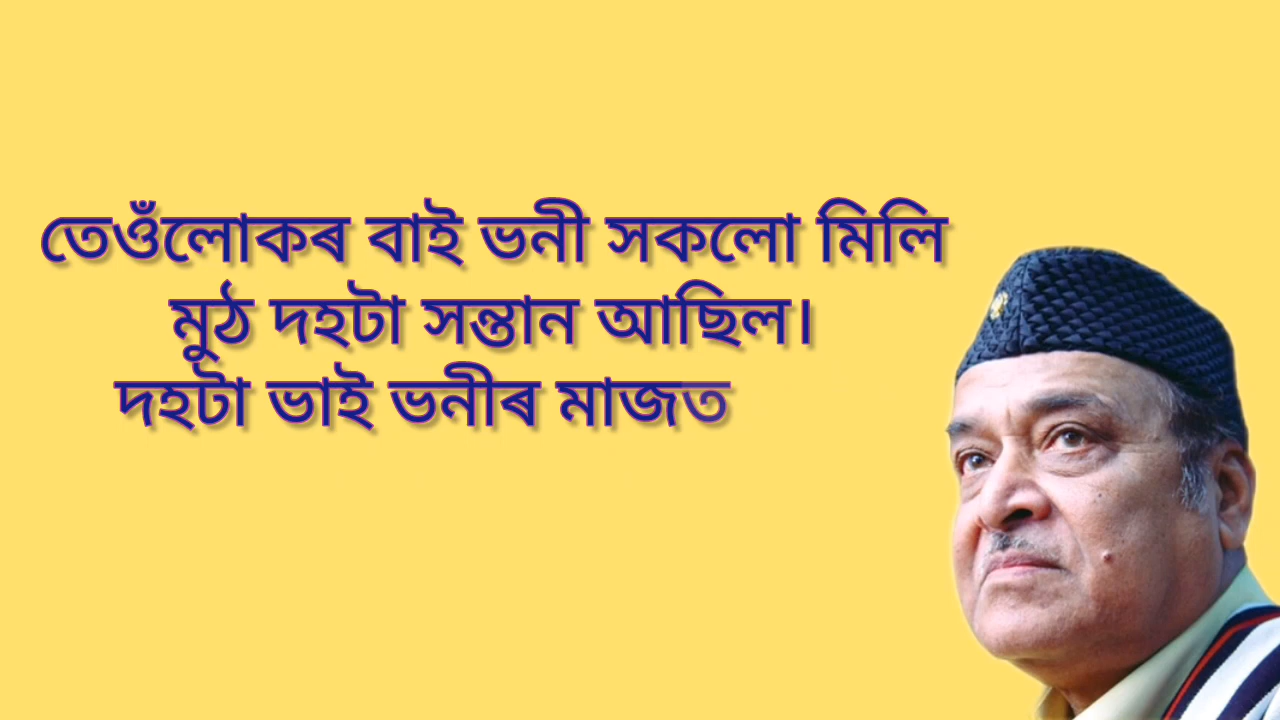 তেওঁলোকৰ বাই ভনী সকলো মিলি
মুঠ দহটা সন্তান আছিল।
দহটা ভাই ভনীৰ মাজত